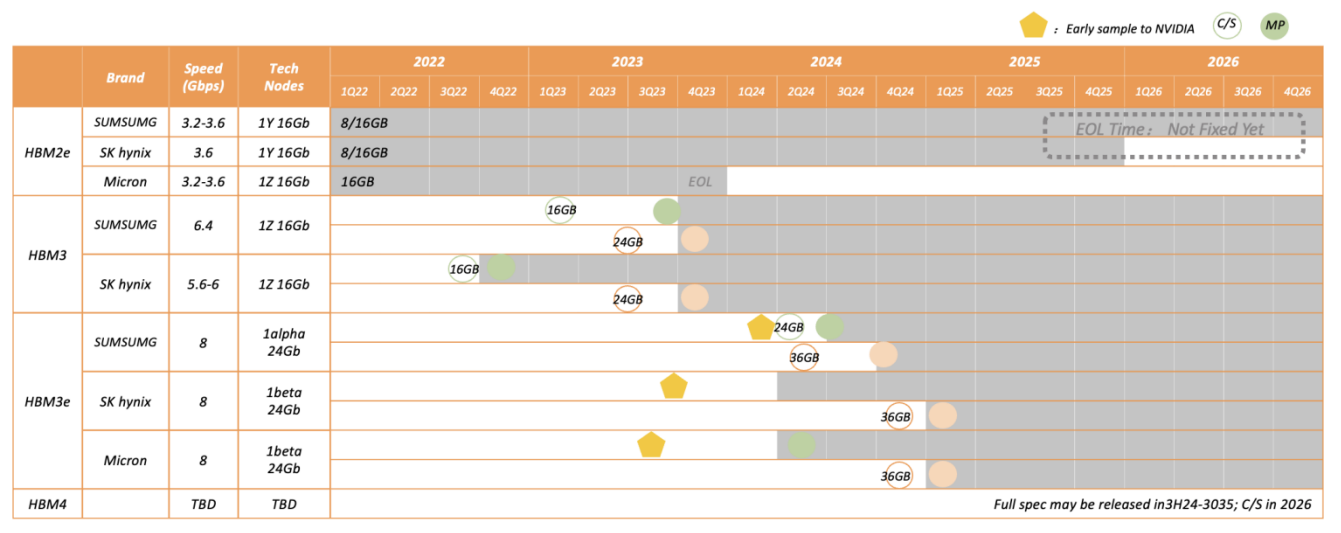 : Early sample to NVIDIA C/S MP
Brand Speed (Gbps) Tech Nodes 2022 2023 2024 2025 2026
1Q22 2Q22 3Q22 4Q22 1Q23 2Q23 3Q23 4Q23 1Q24 2Q24 3Q24 4Q24 1Q25 2Q25 3Q25 4Q25 1Q26 2Q26 3Q26 4Q26
HBM2e SUMSUMG 3.2-3.6 1Y 16Gb 8/16GB EOL Time: Not Fixed Yet
SK hynix 3.6 1Y 16Gb 8/16GB
Micron 3.2-3.6 1Z 16Gb 16GB EOL
HBM3 SUMSUMG 6.4 1Z 16Gb 16GB
24GB
SK hynix 5.6-6 1Z 16Gb 16GB
24GB
HBM3e SUMSUMG 8 1alpha 24Gb 24GB
36GB
SK hynix 8 1beta 24Gb
36GB
Micron 8 1beta 24Gb
36GB
HBM4 TBD TBD Full spec may be released in3H24-3035; C/S in 2026